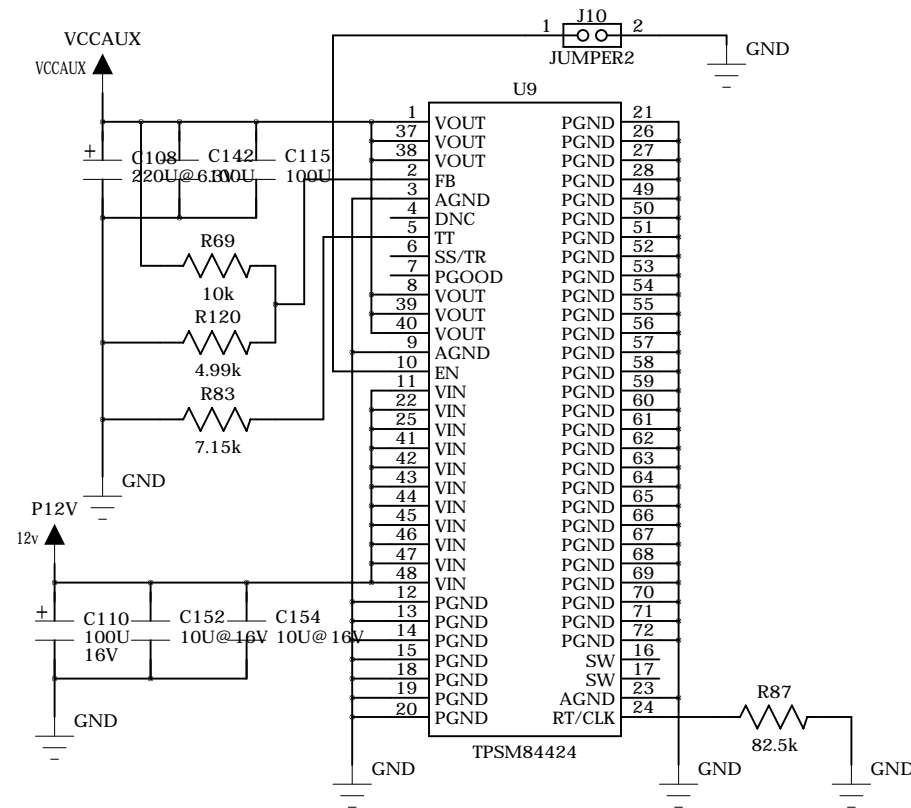 J10
1 2
JUMPER2
GND
VCCAUX
VCCAUX
U9
1 VOUT PGND 21
37 VOUT PGND 26
38 VOUT PGND 27
2 FB PGND 28
3 AGND PGND 49
4 DNC PGND 50
5 TT PGND 51
6 SS/TR PGND 52
7 PGOOD PGND 53
8 VOUT PGND 54
39 VOUT PGND 55
40 VOUT PGND 56
9 AGND PGND 57
10 EN PGND 58
11 VIN PGND 59
22 VIN PGND 60
25 VIN PGND 61
41 VIN PGND 62
42 VIN PGND 63
43 VIN PGND 64
44 VIN PGND 65
45 VIN PGND 66
46 VIN PGND 67
47 VIN PGND 68
48 VIN PGND 69
12 PGND PGND 70
13 PGND PGND 71
14 PGND PGND 72
15 PGND SW 16
18 PGND SW 17
19 PGND AGND 23
20 PGND RT/CLK 24
TPSM84424
+ C108 C142 C115
220U@6.3V 100U 100U
R69
10k
R120
4.99k
R83
7.15k
GND
P12V
12v
+ C110 C152 C154
100U 10U@16V 10U@16V
16V
GND
R87
82.5k
GND
GND
GND